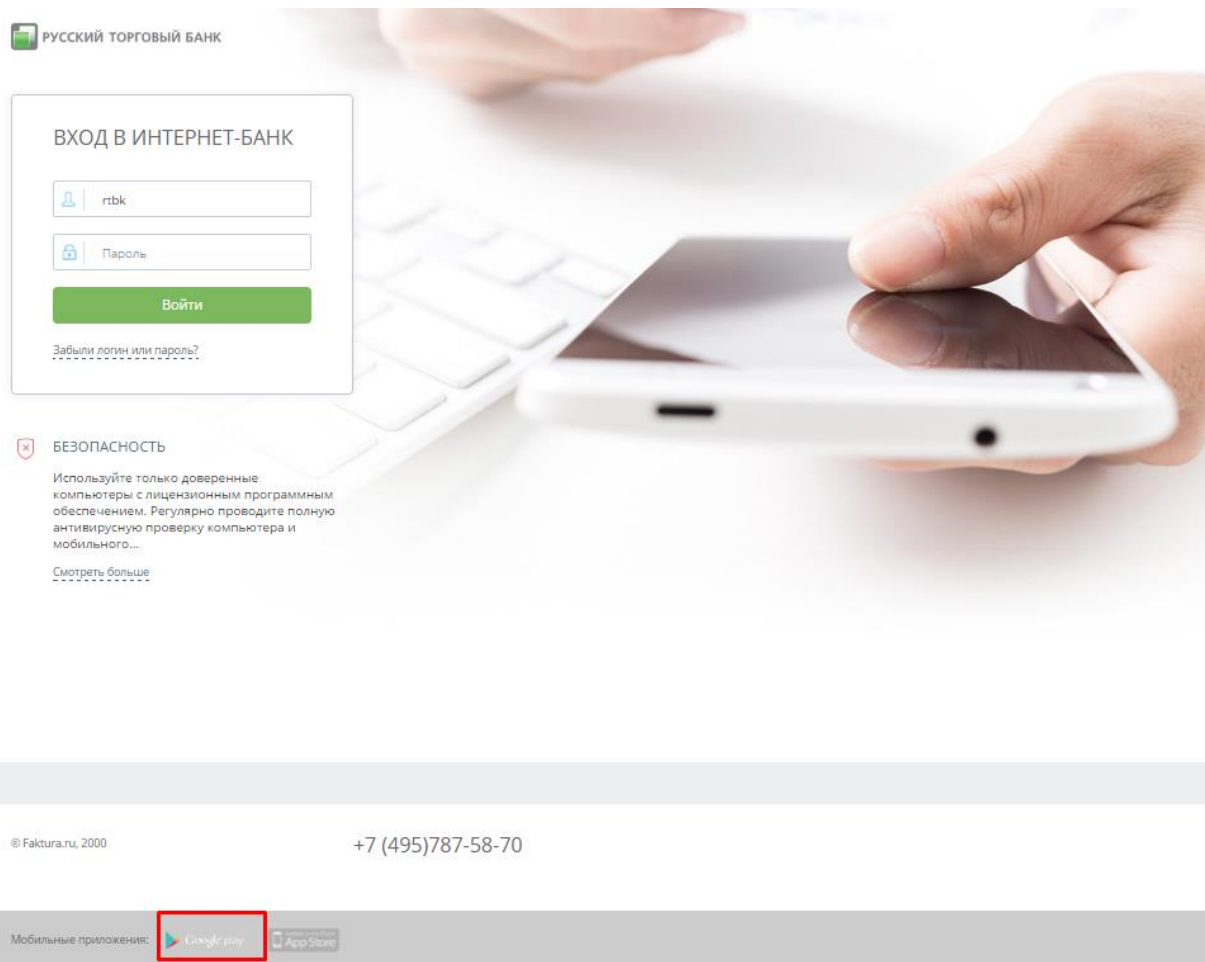 РУССКИЙ ТОРГОВЫЙ БАНК
ВХОД В ИНТЕРНЕТ-БАНК
rtbk
Пароль
Войти
Забыли логин или пароль?
БЕЗОПАСНОСТЬ
Используйте только доверенные
компьютеры с лицензионным программным
обеспечением. Регулярно проводите полную
антивирусную проверку компьютера и
мобильного...
Смотреть больше
© Faktura.ru, 2000
+7 (495)787-58-70
Мобильные приложения:
Google play
App Store